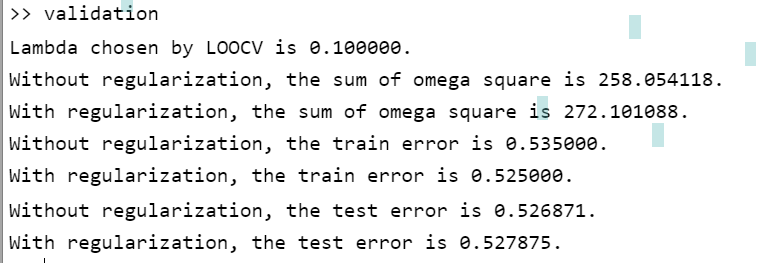 >> validation
Lambda chosen by LOOCV is 0.100000.
Without regularization, the sum of omega square is 258.054118.
With regularization, the sum of omega square is 272.101088.
Without regularization, the train error is 0.535000.
With regularization, the train error is 0.525000.
Without regularization, the test error is 0.526871.
With regularization, the test error is 0.527875.